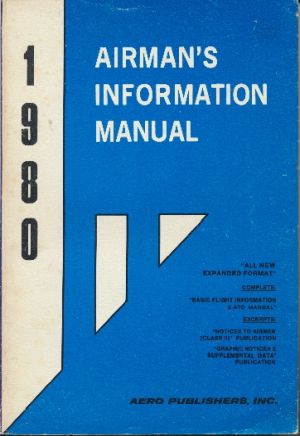 1980
AIRMAN'S
INFORMATION
MANUAL
"ALL NEW
EXPANDED FORMAT"
COMPLETE:
"BASIC FLIGHT INFORMATION
& ATC MANUAL"
EXCERPTS:
"NOTICES TO AIRMEN
(CLASS II)" PUBLICATION
"GRAPHIC NOTICES &
SUPPLEMENTAL DATA"
PUBLICATION
AERO PUBLISHERS, INC.